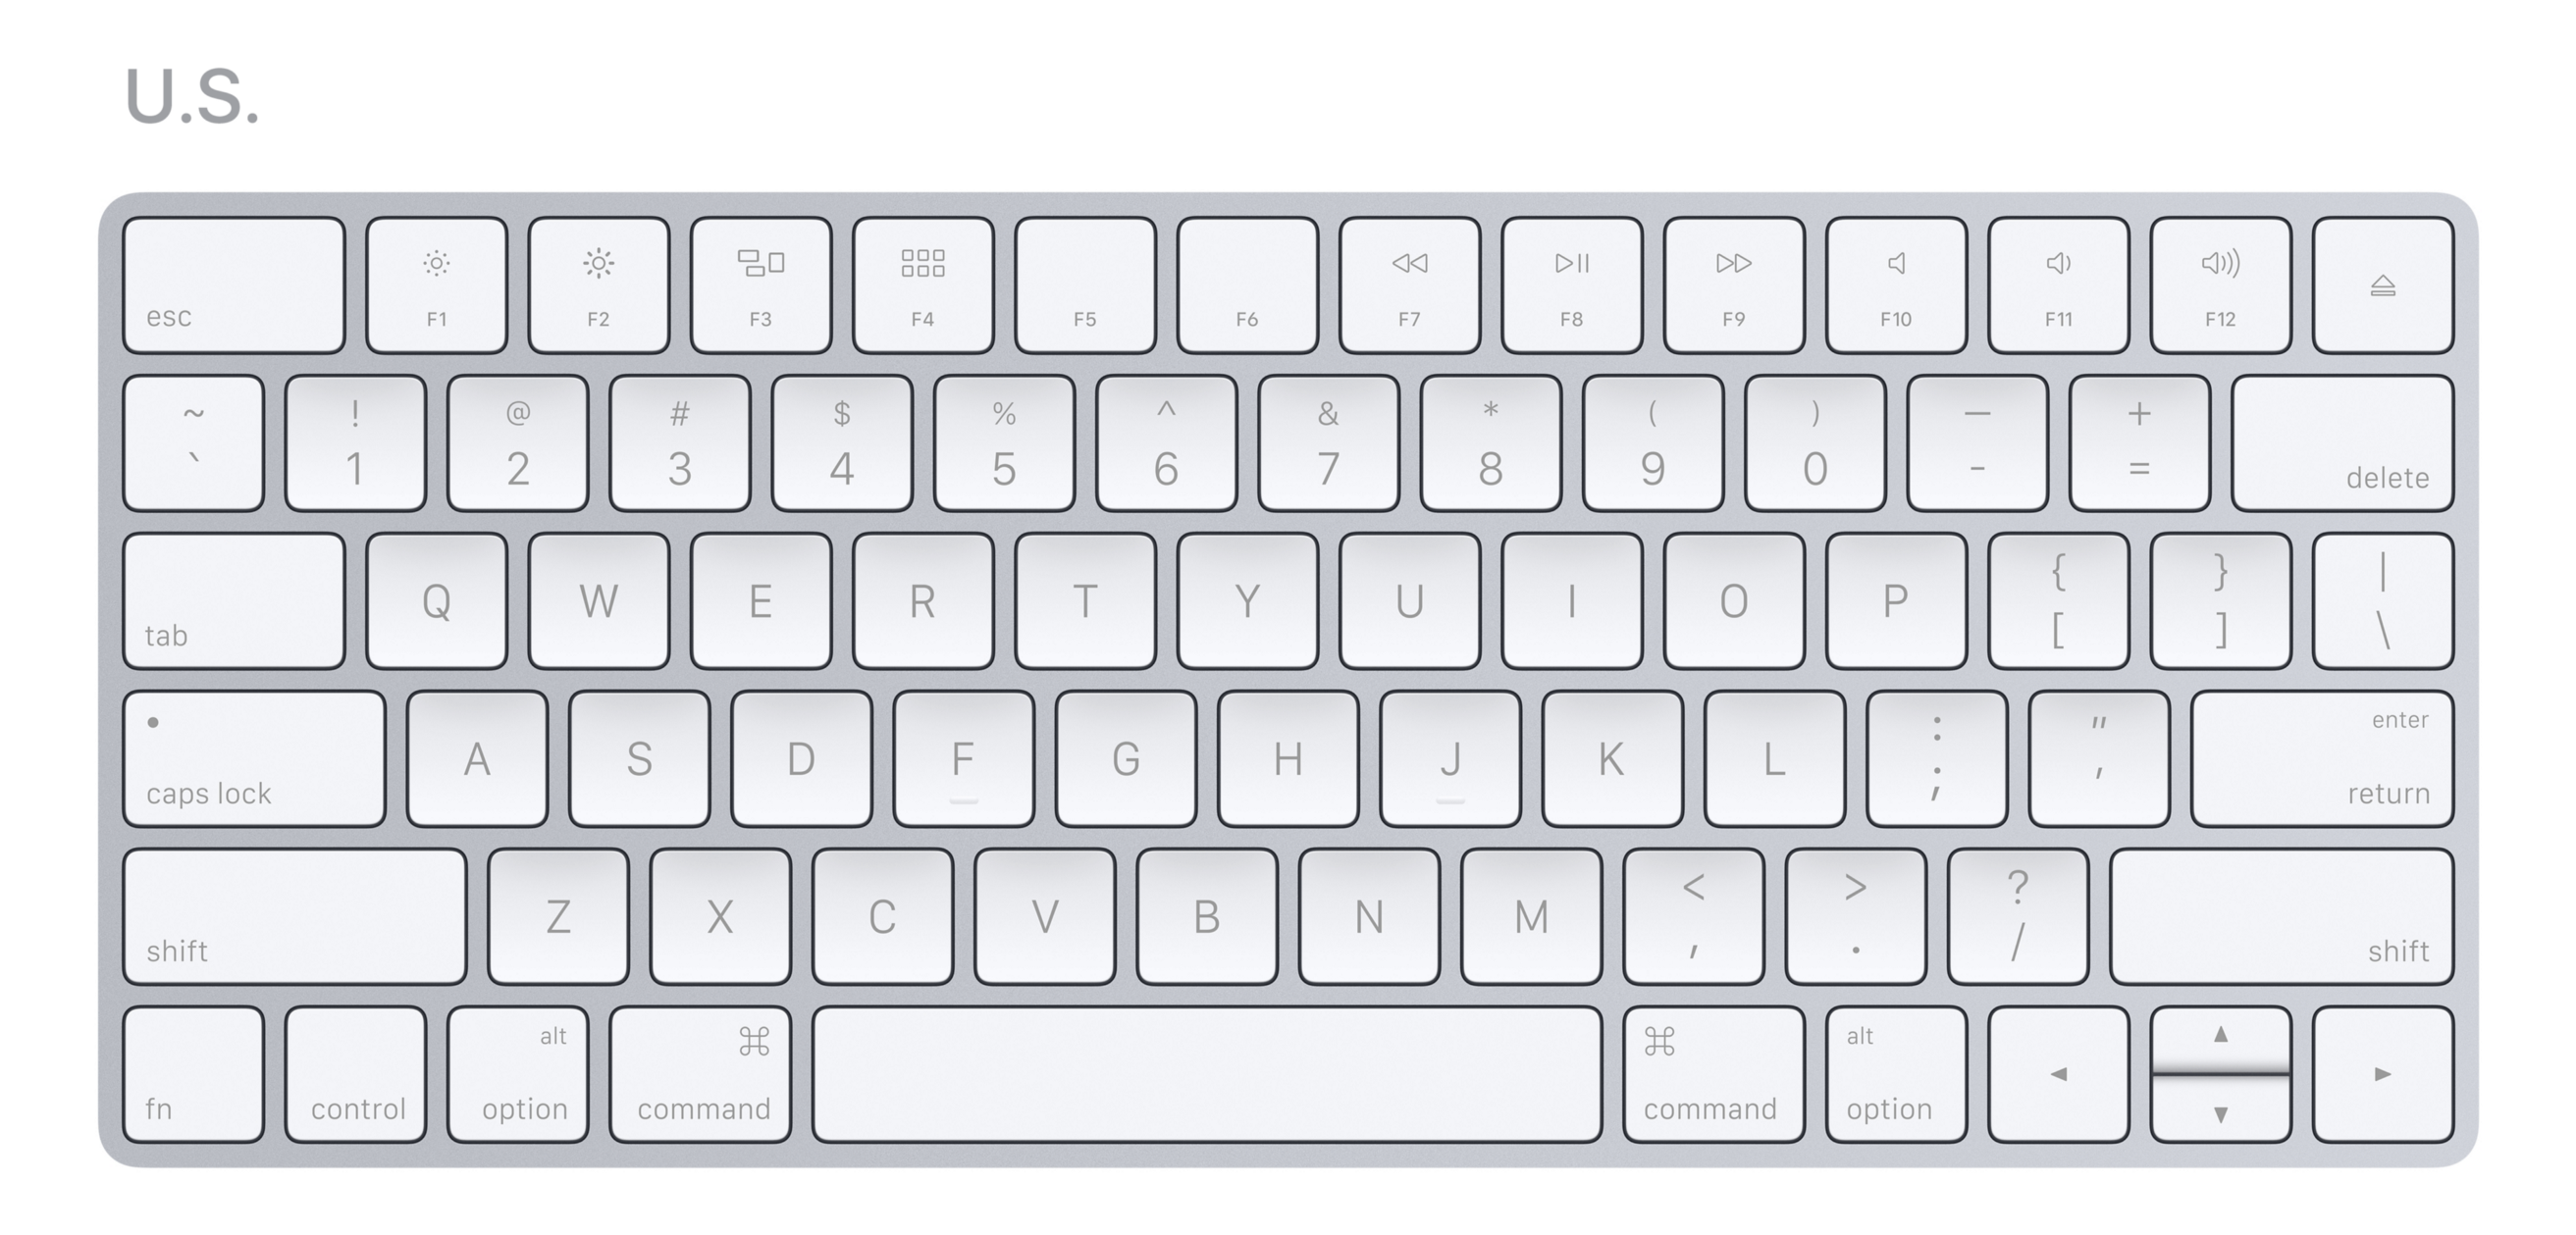 U.S.
esc F1 F2 F3 F4 F5 F6 F7 F8 F9 F10 F11 F12
~ ! @ # $ % ^ & * ( ) — +
` 1 2 3 4 5 6 7 8 9 0 - = delete
tab Q W E R T Y U I O P { } |
[ ] \
caps lock A S D F G H J K L : " enter
; ' return
shift Z X C V B N M < > ? shift
, . /
alt ⌘ ⌘ alt
fn control option command command option